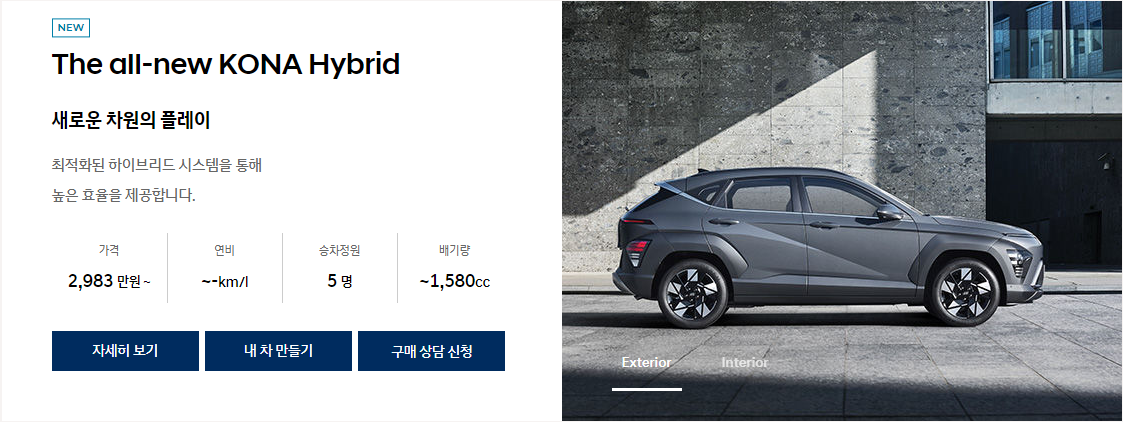 NEW
The all-new KONA Hybrid
새로운 차원의 플레이
최적화된 하이브리드 시스템을 통해
높은 효율을 제공합니다.
가격 연비 승차정원 배기량
2,983 만원 ~ ~-km/l 5 명 ~1,580cc
자세히 보기 내 차 만들기 구매 상담 신청
Exterior Interior